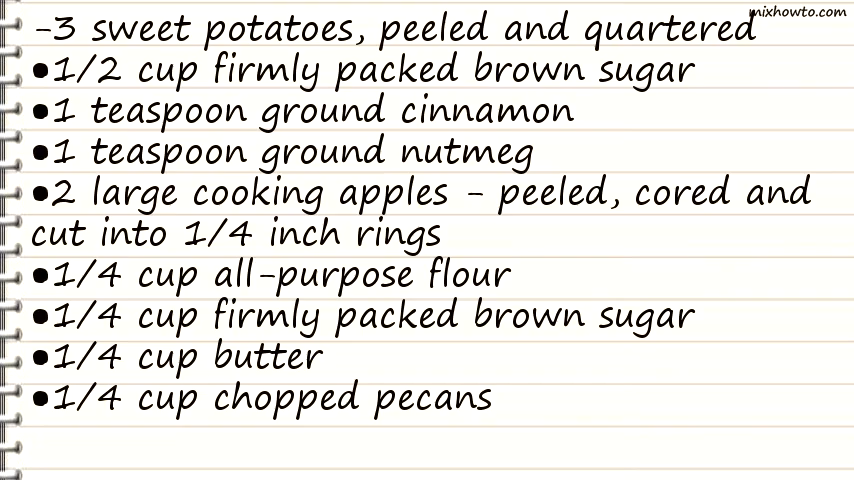 mixhowto.com
-3 sweet potatoes, peeled and quartered
•1/2 cup firmly packed brown sugar
•1 teaspoon ground cinnamon
•1 teaspoon ground nutmeg
•2 large cooking apples - peeled, cored and
cut into 1/4 inch rings
•1/4 cup all-purpose flour
•1/4 cup firmly packed brown sugar
•1/4 cup butter
•1/4 cup chopped pecans